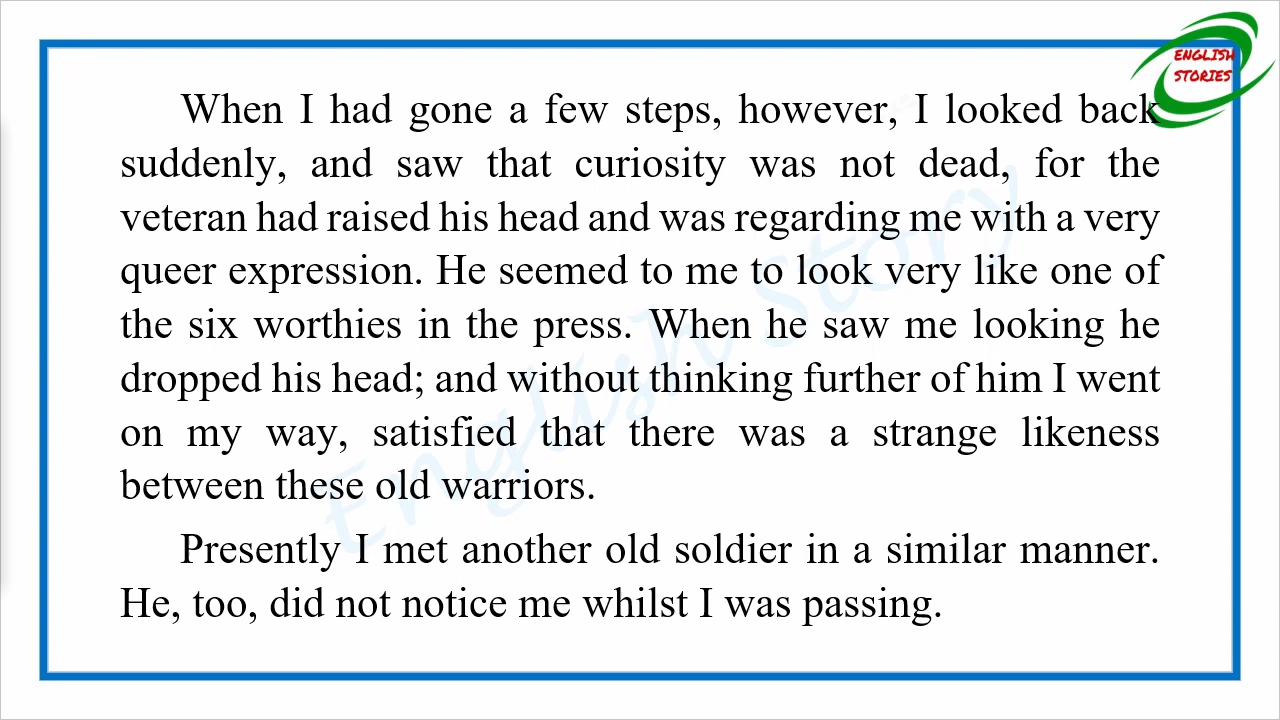 ENGLISH
STORIES
When I had gone a few steps, however, I looked back
suddenly, and saw that curiosity was not dead, for the
veteran had raised his head and was regarding me with a very
queer expression. He seemed to me to look very like one of
the six worthies in the press. When he saw me looking he
dropped his head; and without thinking further of him I went
on my way, satisfied that there was a strange likeness
between these old warriors.
Presently I met another old soldier in a similar manner.
He, too, did not notice me whilst I was passing.
English Story